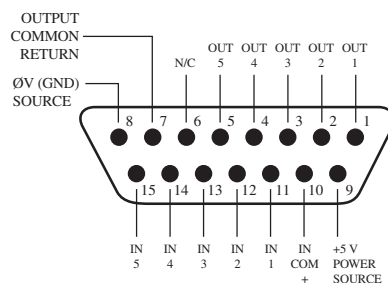 OUTPUT
COMMON
RETURN
ØV (GND)
SOURCE
N/C
OUT OUT OUT OUT OUT
5 4 3 2 1
8 7 6 5 4 3 2 1
15 14 13 12 11 10 9
IN IN IN IN IN IN +5 V
5 4 3 2 1 COM POWER
+ SOURCE